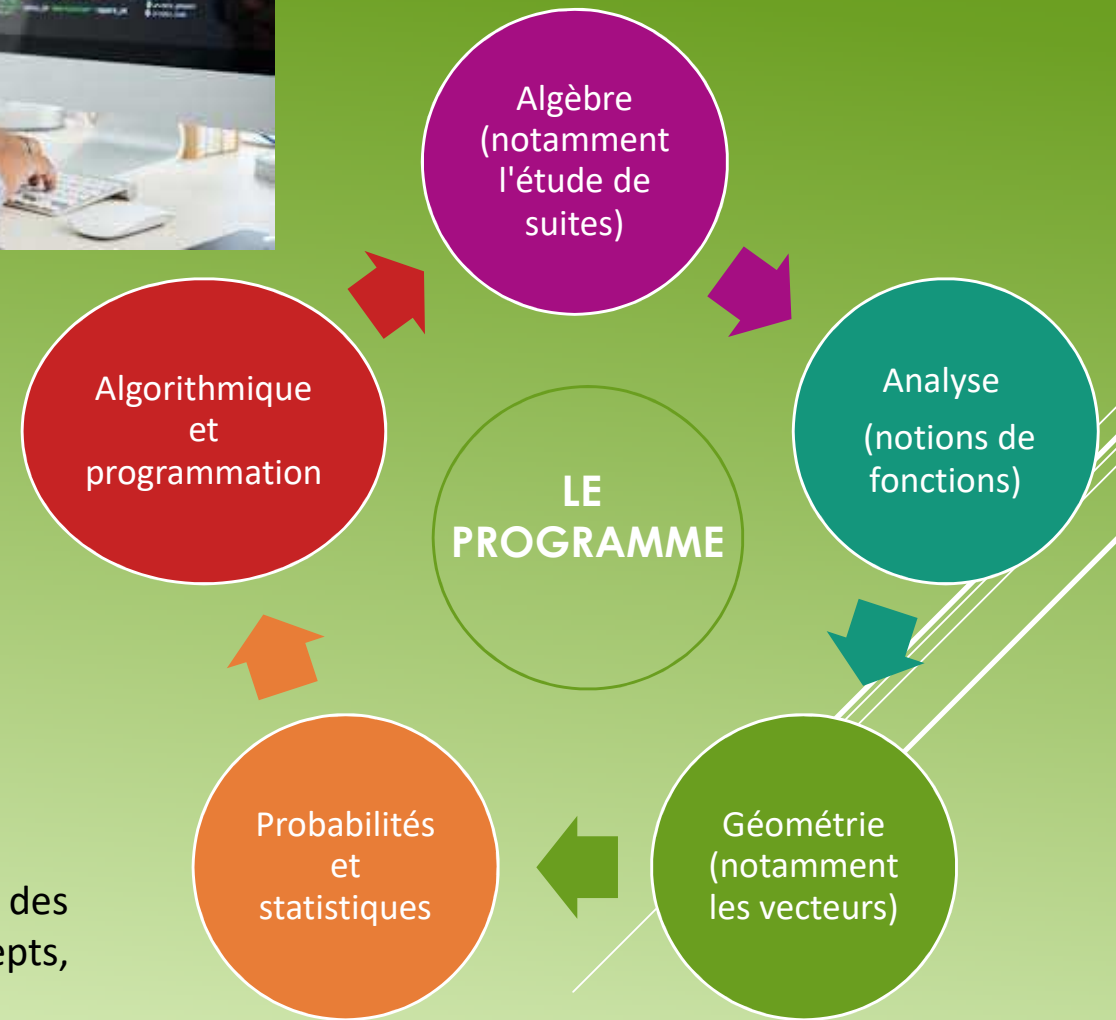 Algèbre
(notamment
l'étude de
suites)
Analyse
(notions de
fonctions)
Géométrie
(notamment
les vecteurs)
Probabilités
et
statistiques
Algorithmique
et
programmation
LE
PROGRAMME
des
epts,